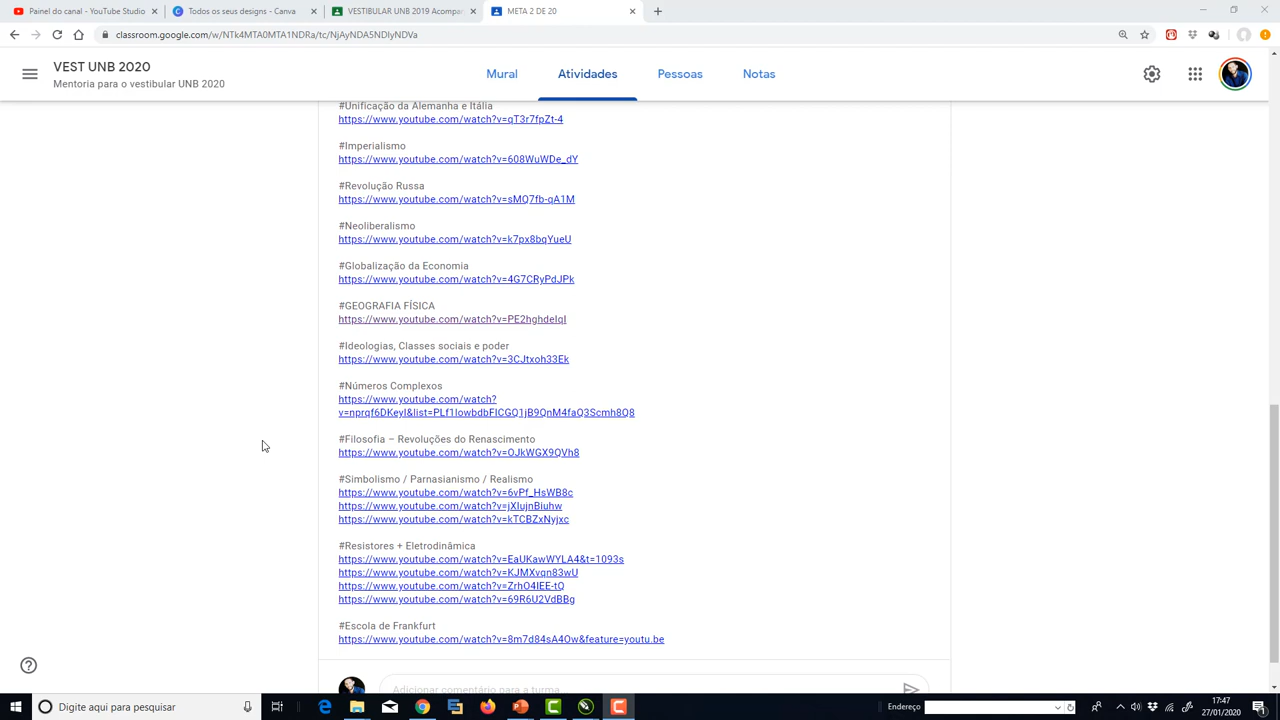 Painel do canal - YouTube Studio
Todos os seus designs - Canva
VESTIBULAR UNB 2019 Acompan
META 2 DE 20
classroom.google.com/w/NTk4MTA0MTA1NDRa/tc/NjAyNDA5NDIyNDVa
VEST UNB 2020
Mentoria para o vestibular UNB 2020
Mural
Atividades
Pessoas
Notas
#Unificação da Alemanha e Itália
https://www.youtube.com/watch?v=qT3r7fpZt-4
#Imperialismo
https://www.youtube.com/watch?v=608WuWDe_dY
#Revolução Russa
https://www.youtube.com/watch?v=sMQ7fb-qA1M
#Neoliberalismo
https://www.youtube.com/watch?v=k7px8bqYueU
#Globalização da Economia
https://www.youtube.com/watch?v=4G7CRyPdJPk
#GEOGRAFIA FÍSICA
https://www.youtube.com/watch?v=PE2hghdeIqI
#Ideologias, Classes sociais e poder
https://www.youtube.com/watch?v=3CJtxoh33Ek
#Números Complexos
https://www.youtube.com/watch?
v=nprqf6DKeyI&list=PLf1IowbdbFICGQ1jB9QnM4faQ3Scmh8Q8
#Filosofia – Revoluções do Renascimento
https://www.youtube.com/watch?v=OJkWGX9QVh8
#Simbolismo / Parnasianismo / Realismo
https://www.youtube.com/watch?v=6vPf_HsWB8c
https://www.youtube.com/watch?v=jXIujnBiuhw
https://www.youtube.com/watch?v=kTCBZxNyjxc
#Resistores + Eletrodinâmica
https://www.youtube.com/watch?v=EaUKawWYLA4&t=1093s
https://www.youtube.com/watch?v=KJMXvqn83wU
https://www.youtube.com/watch?v=ZrhO4IEE-tQ
https://www.youtube.com/watch?v=69R6U2VdBBg
#Escola de Frankfurt
https://www.youtube.com/watch?v=8m7d84sA4Ow&feature=youtu.be
Adicionar comentário para a turma
Digite aqui para pesquisar
Endereço
17:47
27/01/2020